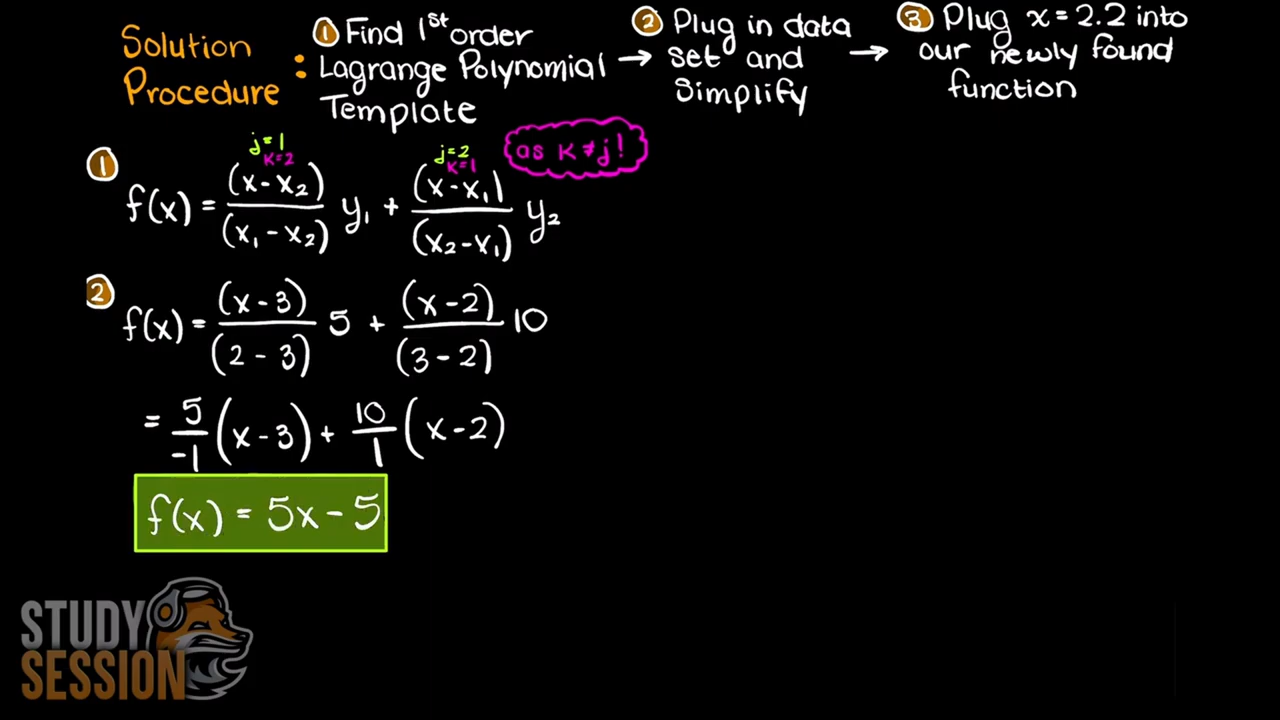 Solution Procedure :
① Find 1st order
Lagrange Polynomial →
Template
② Plug in data
set and →
Simplify
③ Plug x = 2.2 into
our newly found
function
①
j=1
k=2
j=2
k=1
as k ≠ j!
f(x) = (x - x₂)/(x₁ - x₂) y₁ + (x - x₁)/(x₂ - x₁) y₂
②
f(x) = (x - 3)/(2 - 3) 5 + (x - 2)/(3 - 2) 10
= 5/-1 (x - 3) + 10/1 (x - 2)
f(x) = 5x - 5
STUDY
SESSION